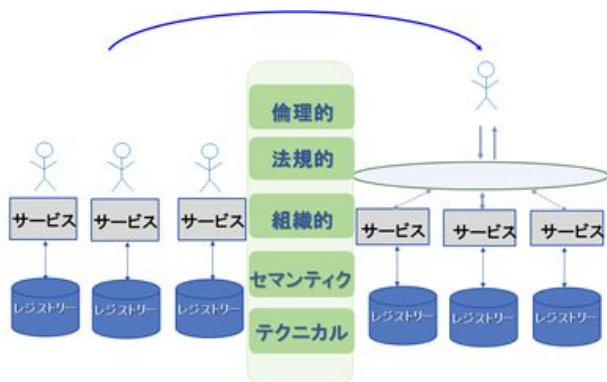 倫理的
法規的
組織的
セマンティク
テクニカル
サービス
サービス
サービス
レジストリー
レジストリー
レジストリー
サービス
サービス
サービス
レジストリー
レジストリー
レジストリー